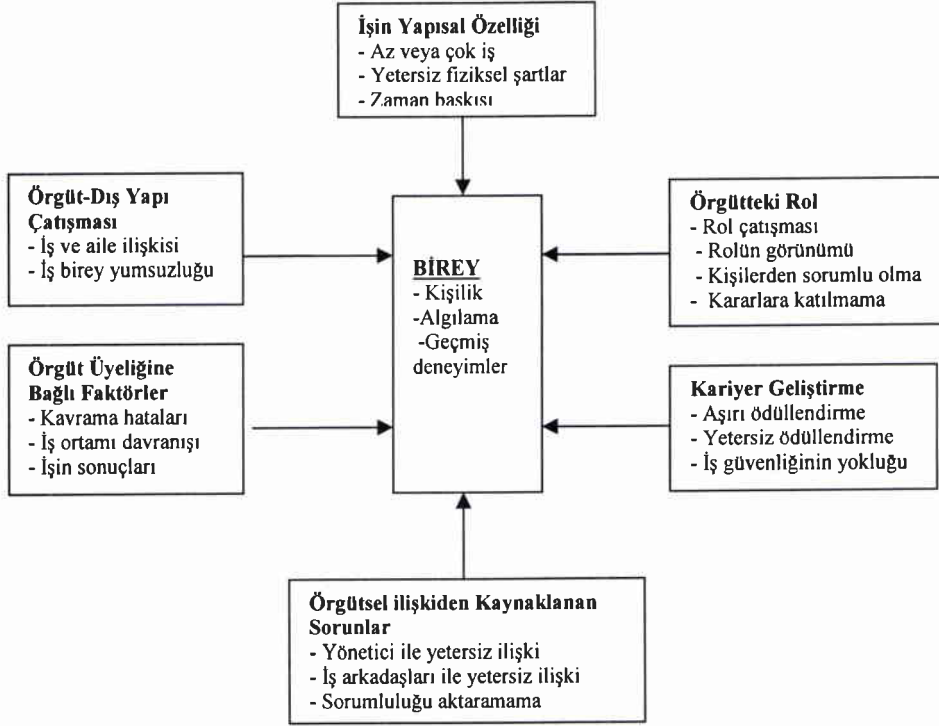 İşin Yapısal Özelliği
- Az veya çok iş
- Yetersiz fiziksel şartlar
- Zaman baskısı
Örgüt-Dış Yapı
Çatışması
- İş ve aile ilişkisi
- İş birey yumsuzluğu
Örgütteki Rol
- Rol çatışması
- Rolün görünümü
- Kişilerden sorumlu olma
- Kararlara katılmama
BİREY
- Kişilik
-Algılama
-Geçmiş
deneyimler
Örgüt Üyeliğine
Bağlı Faktörler
- Kavrama hataları
- İş ortamı davranışı
- İşin sonuçları
Kariyer Geliştirme
- Aşırı ödüllendirme
- Yetersiz ödüllendirme
- İş güvenliğinin yokluğu
Örgütsel ilişkiden Kaynaklanan
Sorunlar
- Yönetici ile yetersiz ilişki
- İş arkadaşları ile yetersiz ilişki
- Sorumluluğu aktaramama